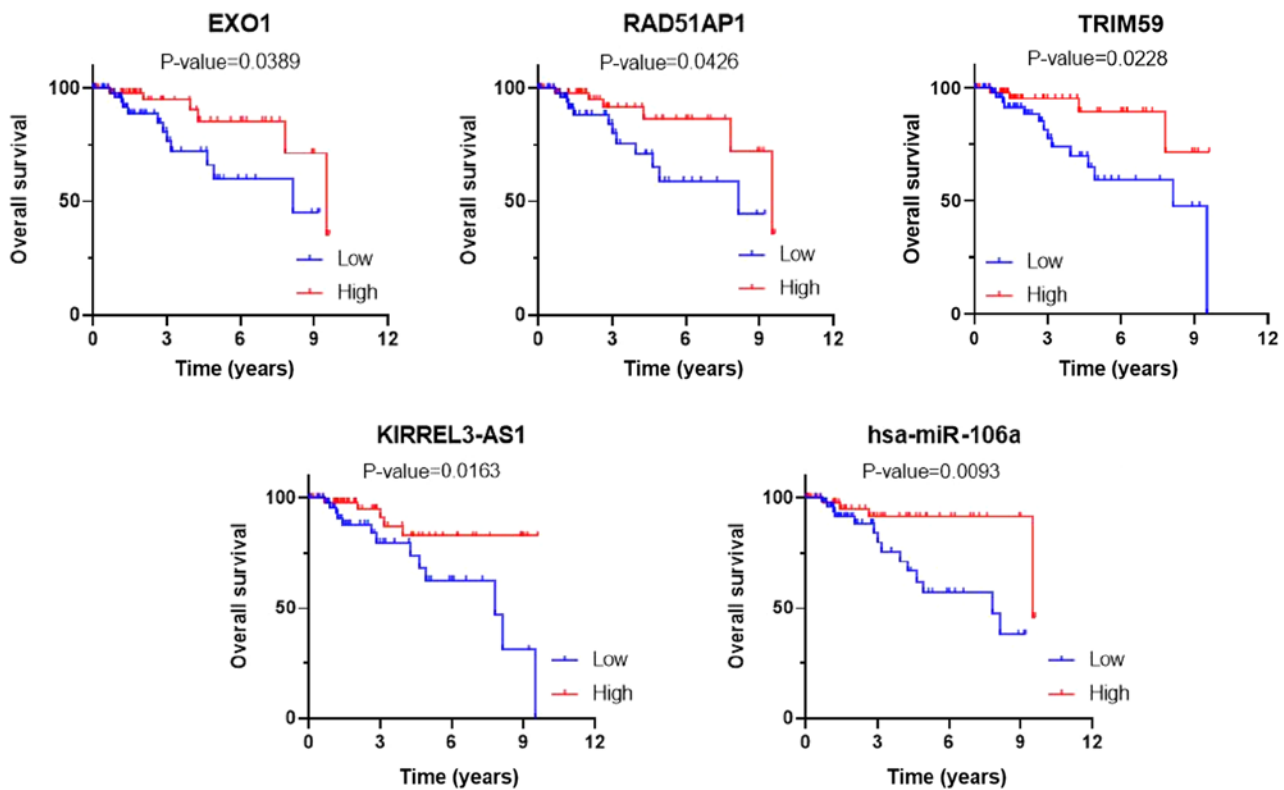 EXO1
P-value=0.0389
Overall survival
100
50
0
Low
High
0 3 6 9 12
Time (years)
RAD51AP1
P-value=0.0426
Overall survival
100
50
0
Low
High
0 3 6 9 12
Time (years)
TRIM59
P-value=0.0228
Overall survival
100
50
0
Low
High
0 3 6 9 12
Time (years)
KIRREL3-AS1
P-value=0.0163
Overall survival
100
50
0
Low
High
0 3 6 9 12
Time (years)
hsa-miR-106a
P-value=0.0093
Overall survival
100
50
0
Low
High
0 3 6 9 12
Time (years)